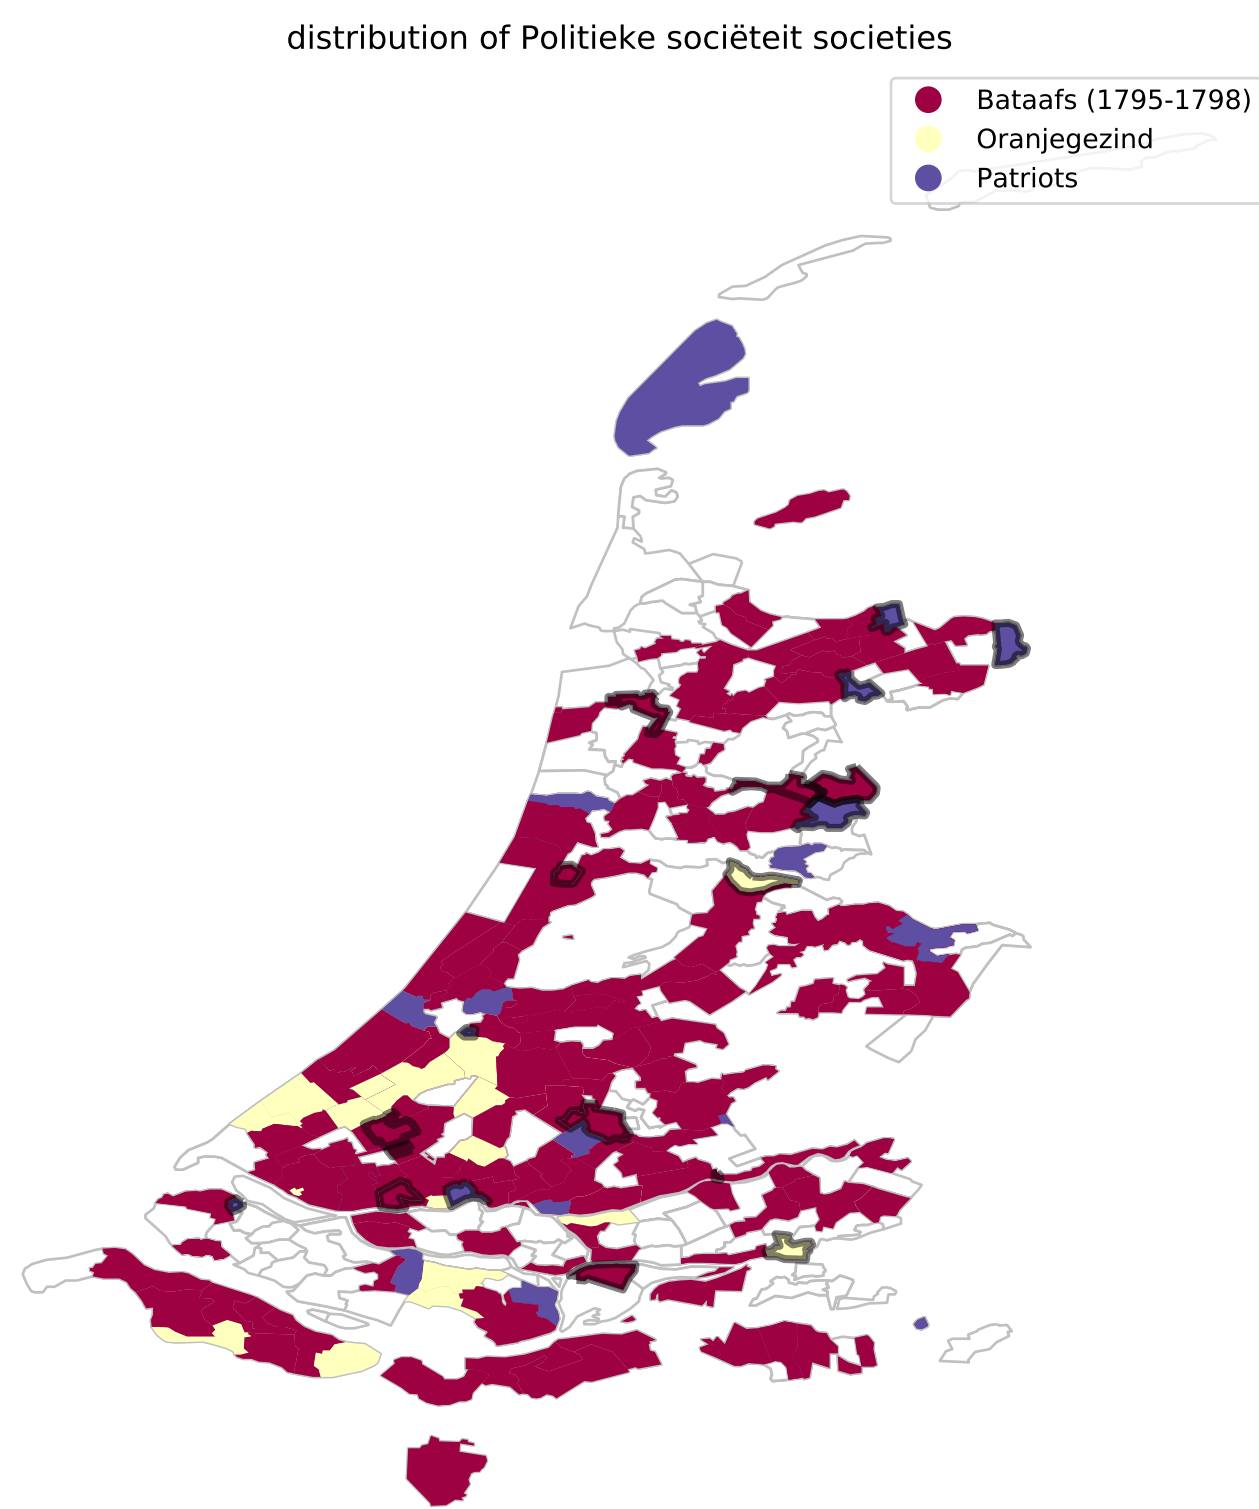 distribution of Politieke sociëteit societies
Bataafs (1795-1798)
Oranjegezind
Patriots